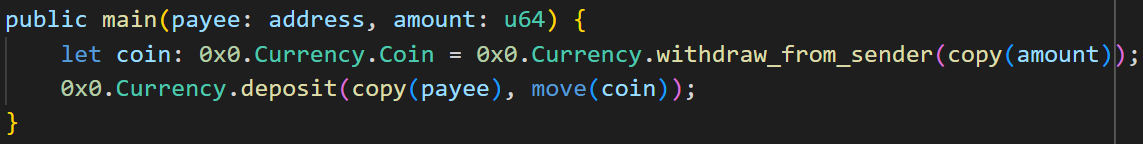 public main(payee: address, amount: u64) {
    let coin: 0x0.Currency.Coin = 0x0.Currency.withdraw_from_sender(copy(amount));
    0x0.Currency.deposit(copy(payee), move(coin));
}